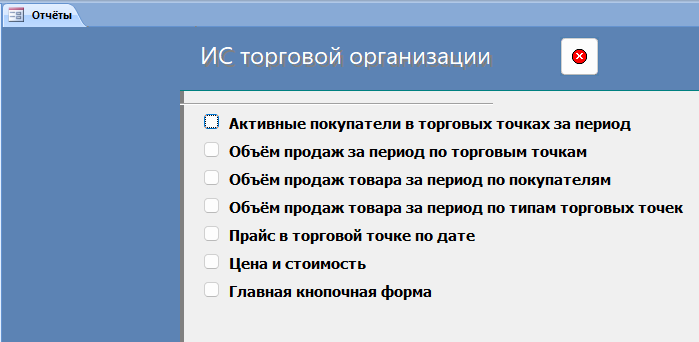 Отчёты
ИС торговой организации
Активные покупатели в торговых точках за период
Объём продаж за период по торговым точкам
Объём продаж товара за период по покупателям
Объём продаж товара за период по типам торговых точек
Прайс в торговой точке по дате
Цена и стоимость
Главная кнопочная форма